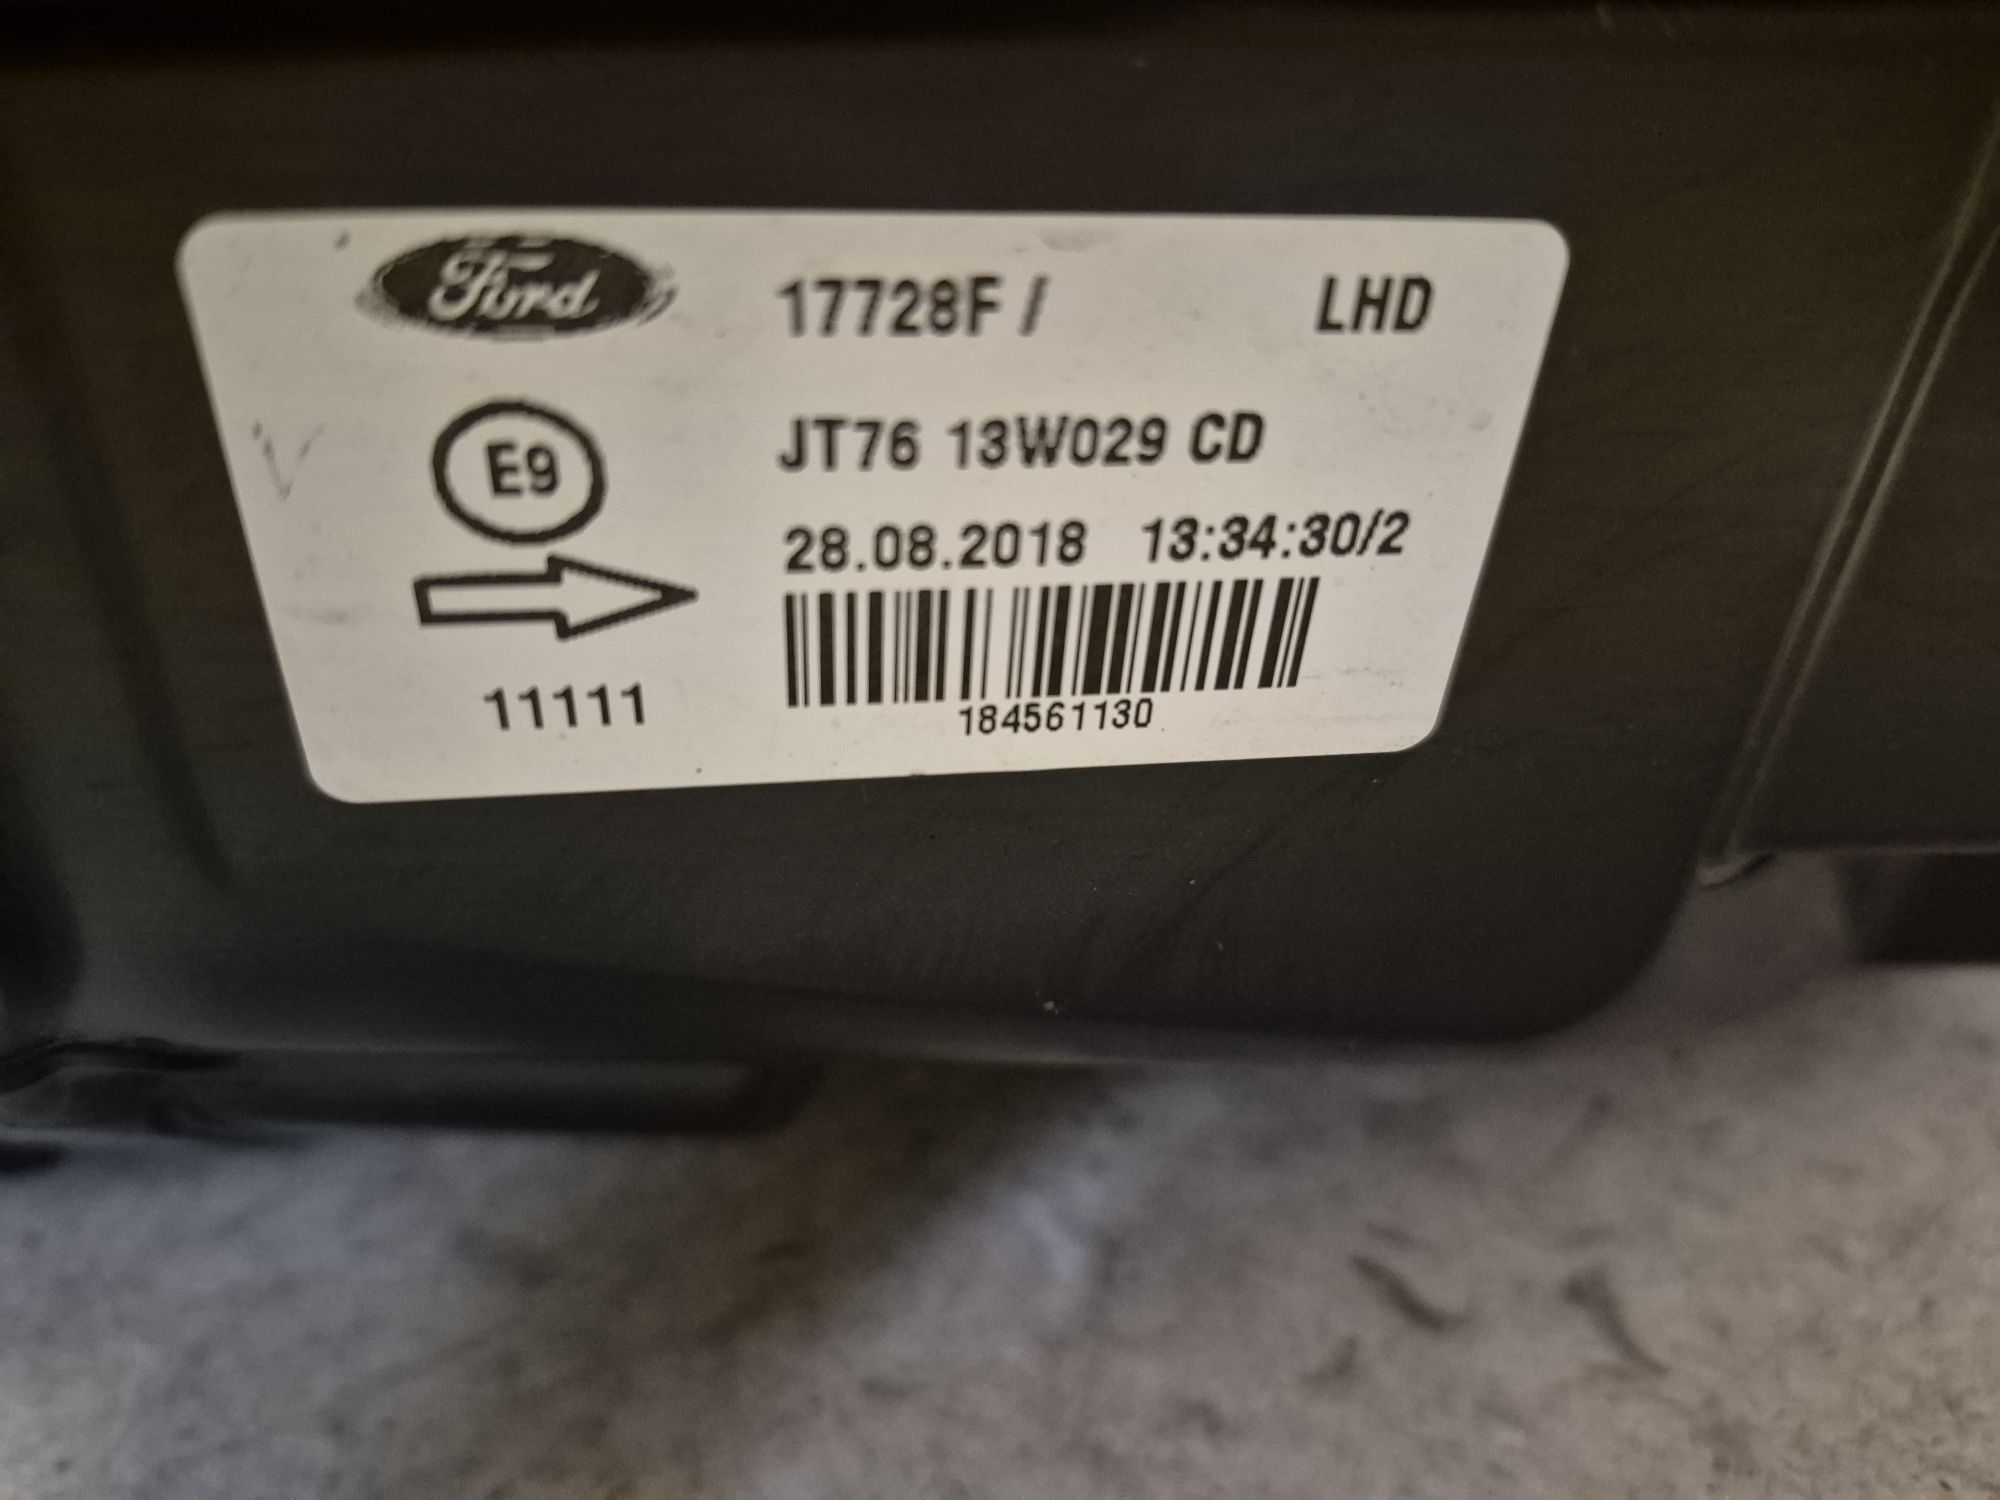 Ford
17728F / LHD
E9
JT76 13W029 CD
28.08.2018 13:34:30/2
11111
184561130